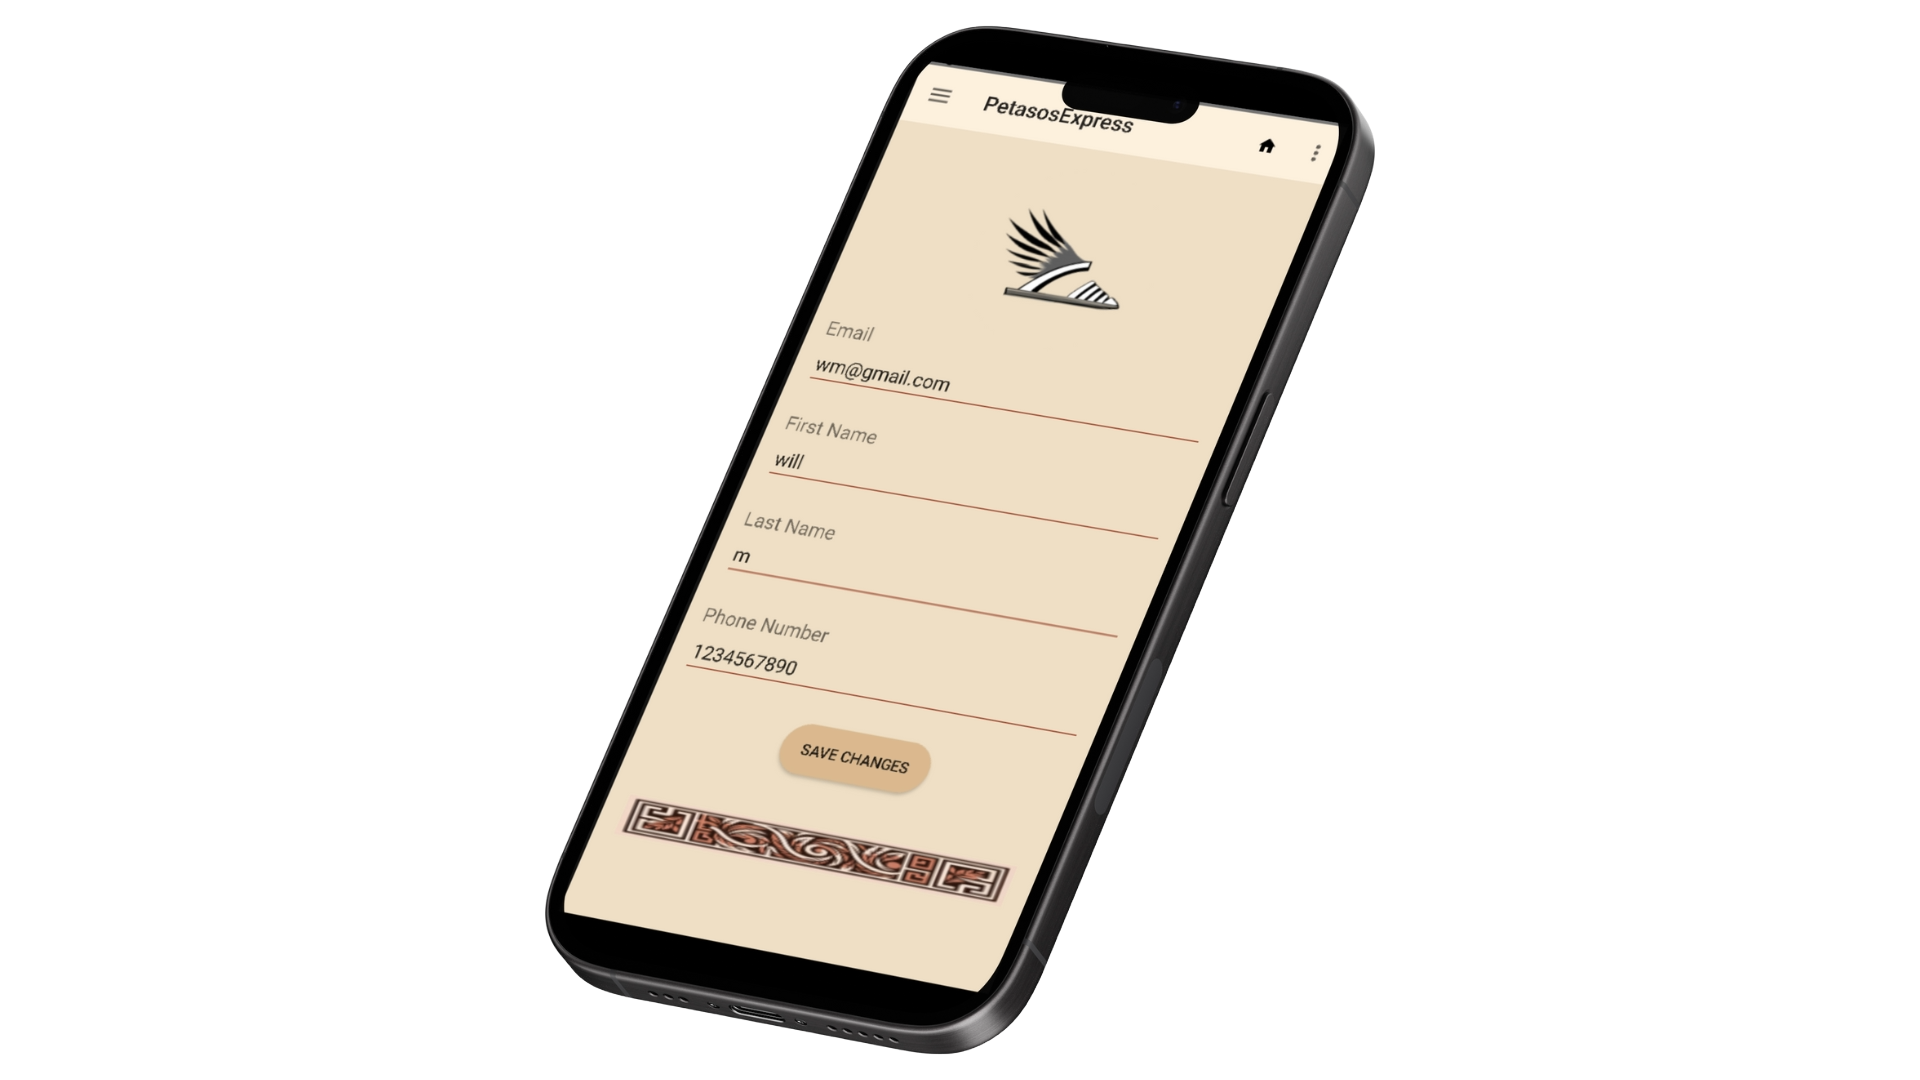 PetasosExpress
Email
wm@gmail.com
First Name
will
Last Name
m
Phone Number
1234567890
SAVE CHANGES